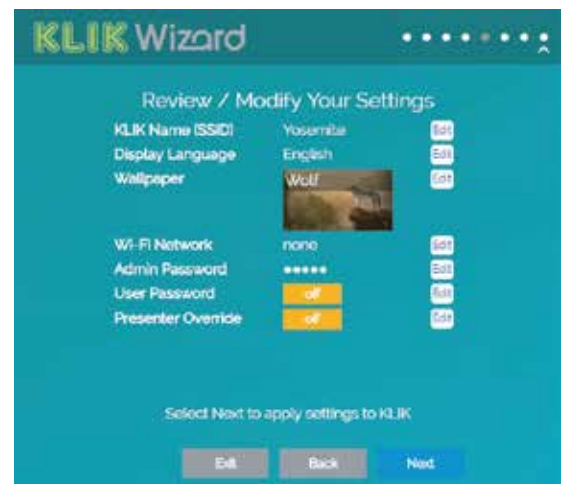 KLIK Wizard
Review / Modify Your Settings
KLIK Name (SSID) Yosemite Edit
Display Language English Edit
Wallpaper Wolf Edit
Wi-Fi Network none Edit
Admin Password ••••• Edit
User Password off Edit
Presenter Override off Edit
Select Next to apply settings to KLIK
Exit Back Next